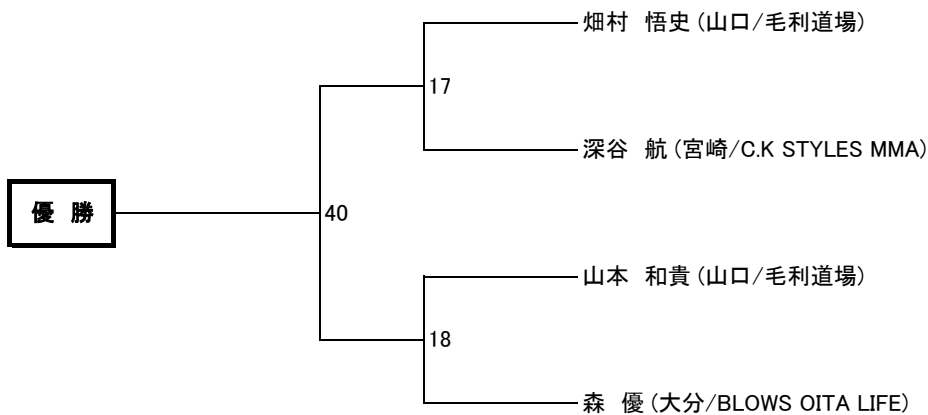 畑村　悟史 (山口/毛利道場)
17
深谷　航 (宮崎/C.K STYLES MMA)
優　勝
40
山本　和貴 (山口/毛利道場)
18
森　優 (大分/BLOWS OITA LIFE)